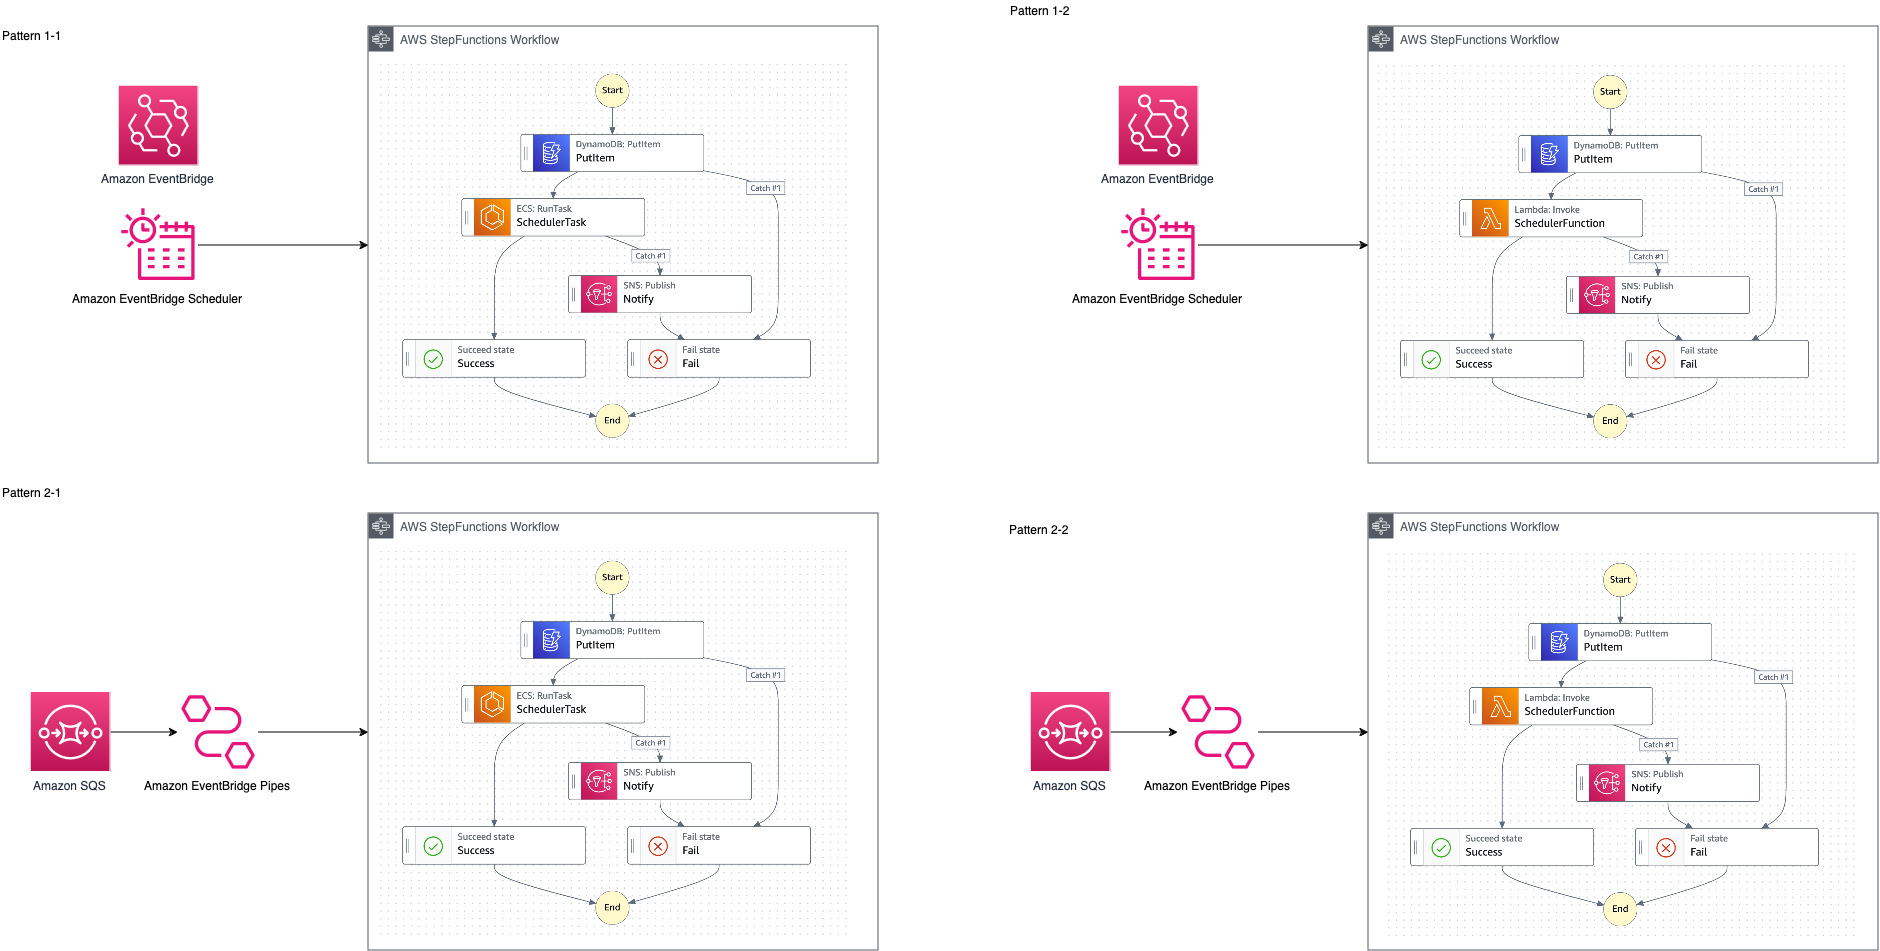 Pattern 1-1
AWS StepFunctions Workflow
Start
DynamoDB: PutItem
PutItem
Catch #1
Amazon EventBridge
ECS: RunTask
SchedulerTask
Catch #1
SNS: Publish
Notify
Amazon EventBridge Scheduler
Succeed state
Success
Fail state
Fail
End
Pattern 1-2
AWS StepFunctions Workflow
Start
DynamoDB: PutItem
PutItem
Catch #1
Amazon EventBridge
Lambda: Invoke
SchedulerFunction
Catch #1
SNS: Publish
Notify
Amazon EventBridge Scheduler
Succeed state
Success
Fail state
Fail
End
Pattern 2-1
AWS StepFunctions Workflow
Start
DynamoDB: PutItem
PutItem
Catch #1
ECS: RunTask
SchedulerTask
Catch #1
SNS: Publish
Notify
Amazon SQS
Amazon EventBridge Pipes
Succeed state
Success
Fail state
Fail
End
Pattern 2-2
AWS StepFunctions Workflow
Start
DynamoDB: PutItem
PutItem
Catch #1
Lambda: Invoke
SchedulerFunction
Catch #1
SNS: Publish
Notify
Amazon SQS
Amazon EventBridge Pipes
Succeed state
Success
Fail state
Fail
End